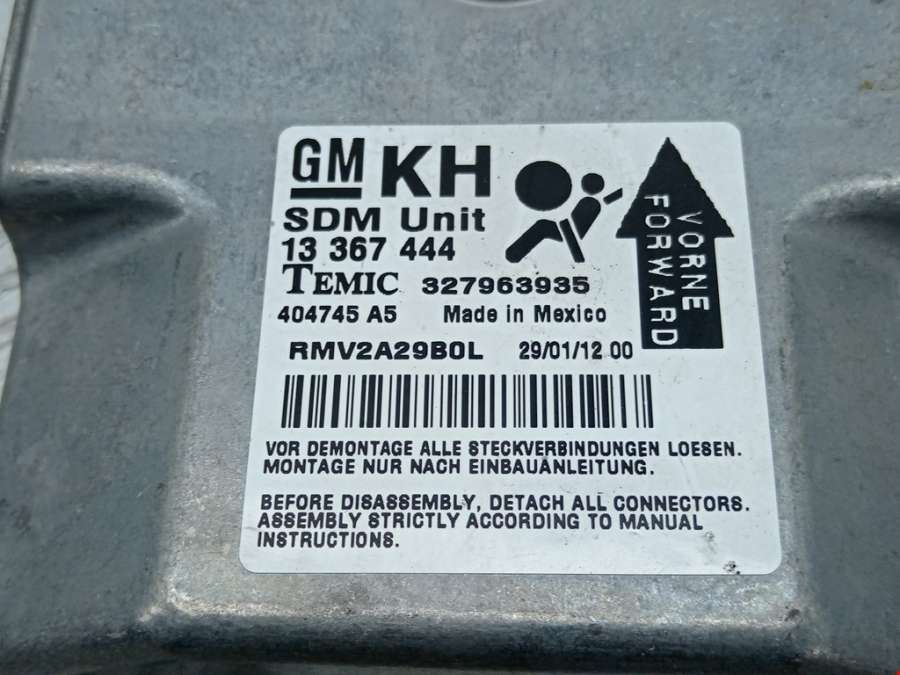 GM KH
SDM Unit
13 367 444
TEMIC 327963935
404745 A5 Made in Mexico
RMV2A29B0L 29/01/12 00
VORNE
FORWARD
VOR DEMONTAGE ALLE STECKVERBINDUNGEN LOESEN.
MONTAGE NUR NACH EINBAUANLEITUNG.
BEFORE DISASSEMBLY, DETACH ALL CONNECTORS.
ASSEMBLY STRICTLY ACCORDING TO MANUAL
INSTRUCTIONS.